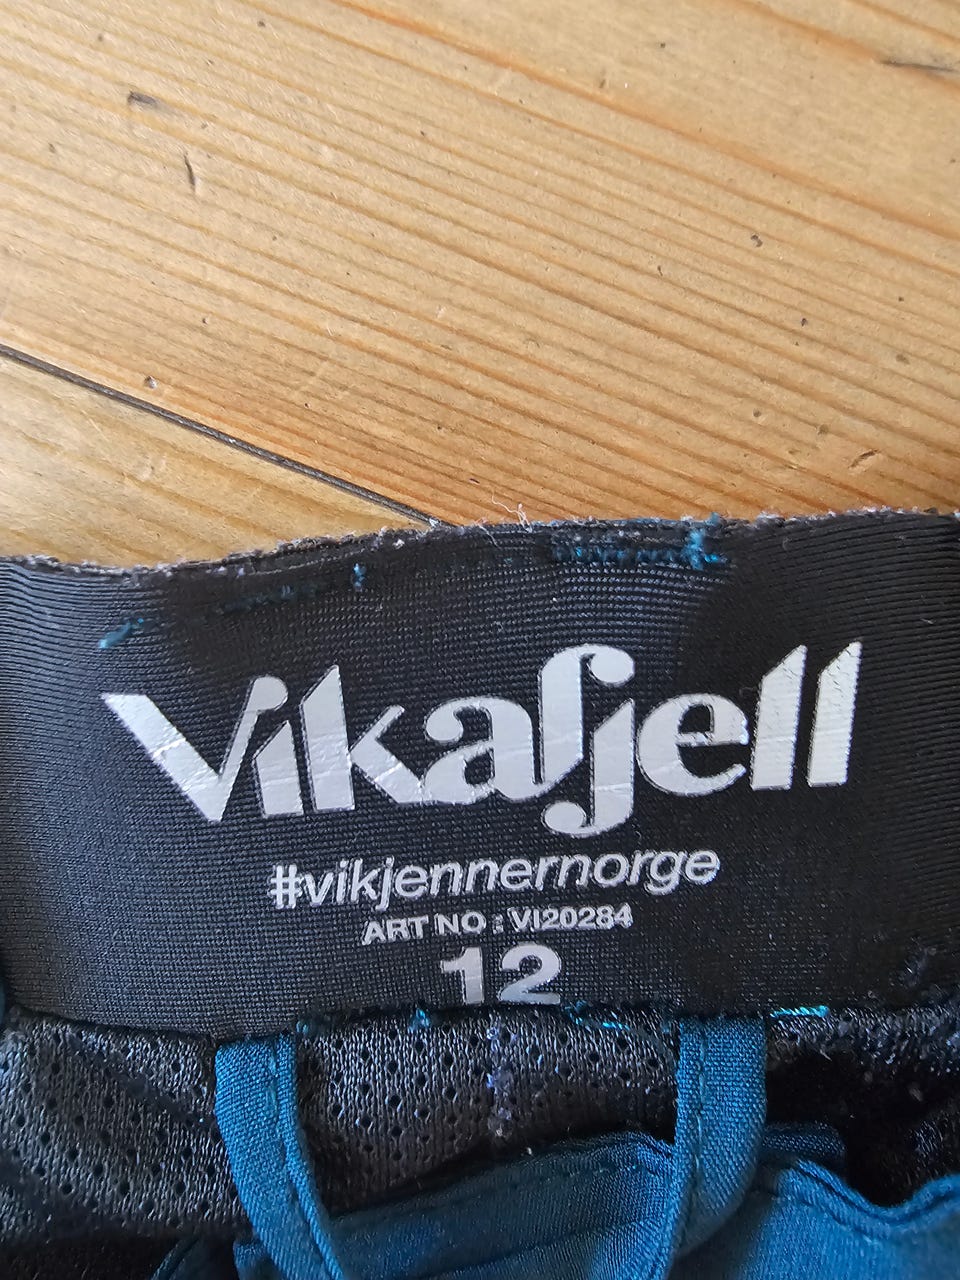 Vikafjell
#vikjennernorge
ART NO : VI20284
12